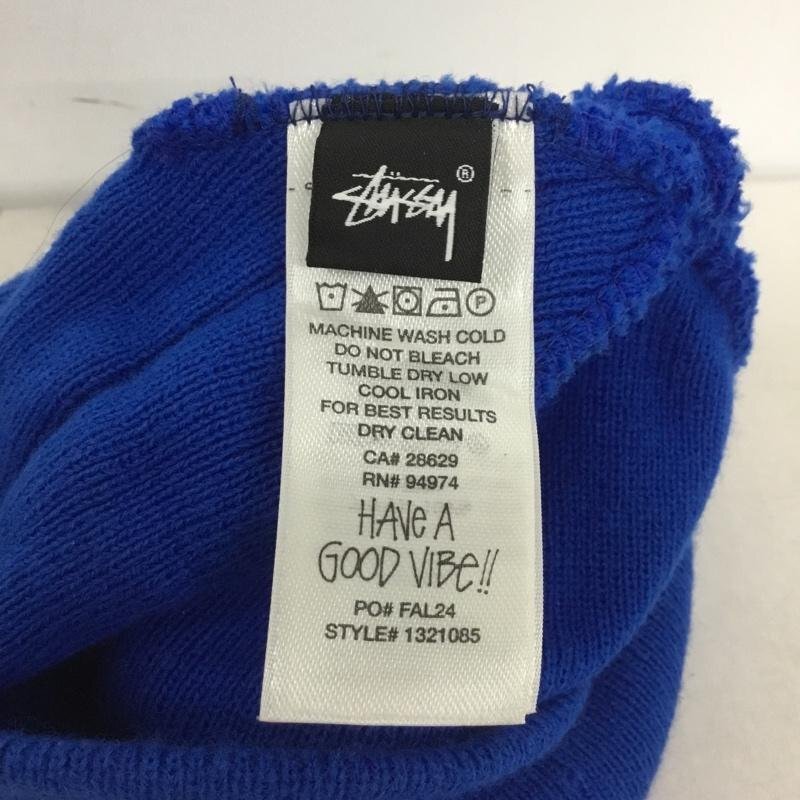 STÜSSY ®
P
MACHINE WASH COLD
DO NOT BLEACH
TUMBLE DRY LOW
COOL IRON
FOR BEST RESULTS
DRY CLEAN
CA# 28629
RN# 94974
HAVE A
GOOD VIBE!!
PO# FAL24
STYLE# 1321085